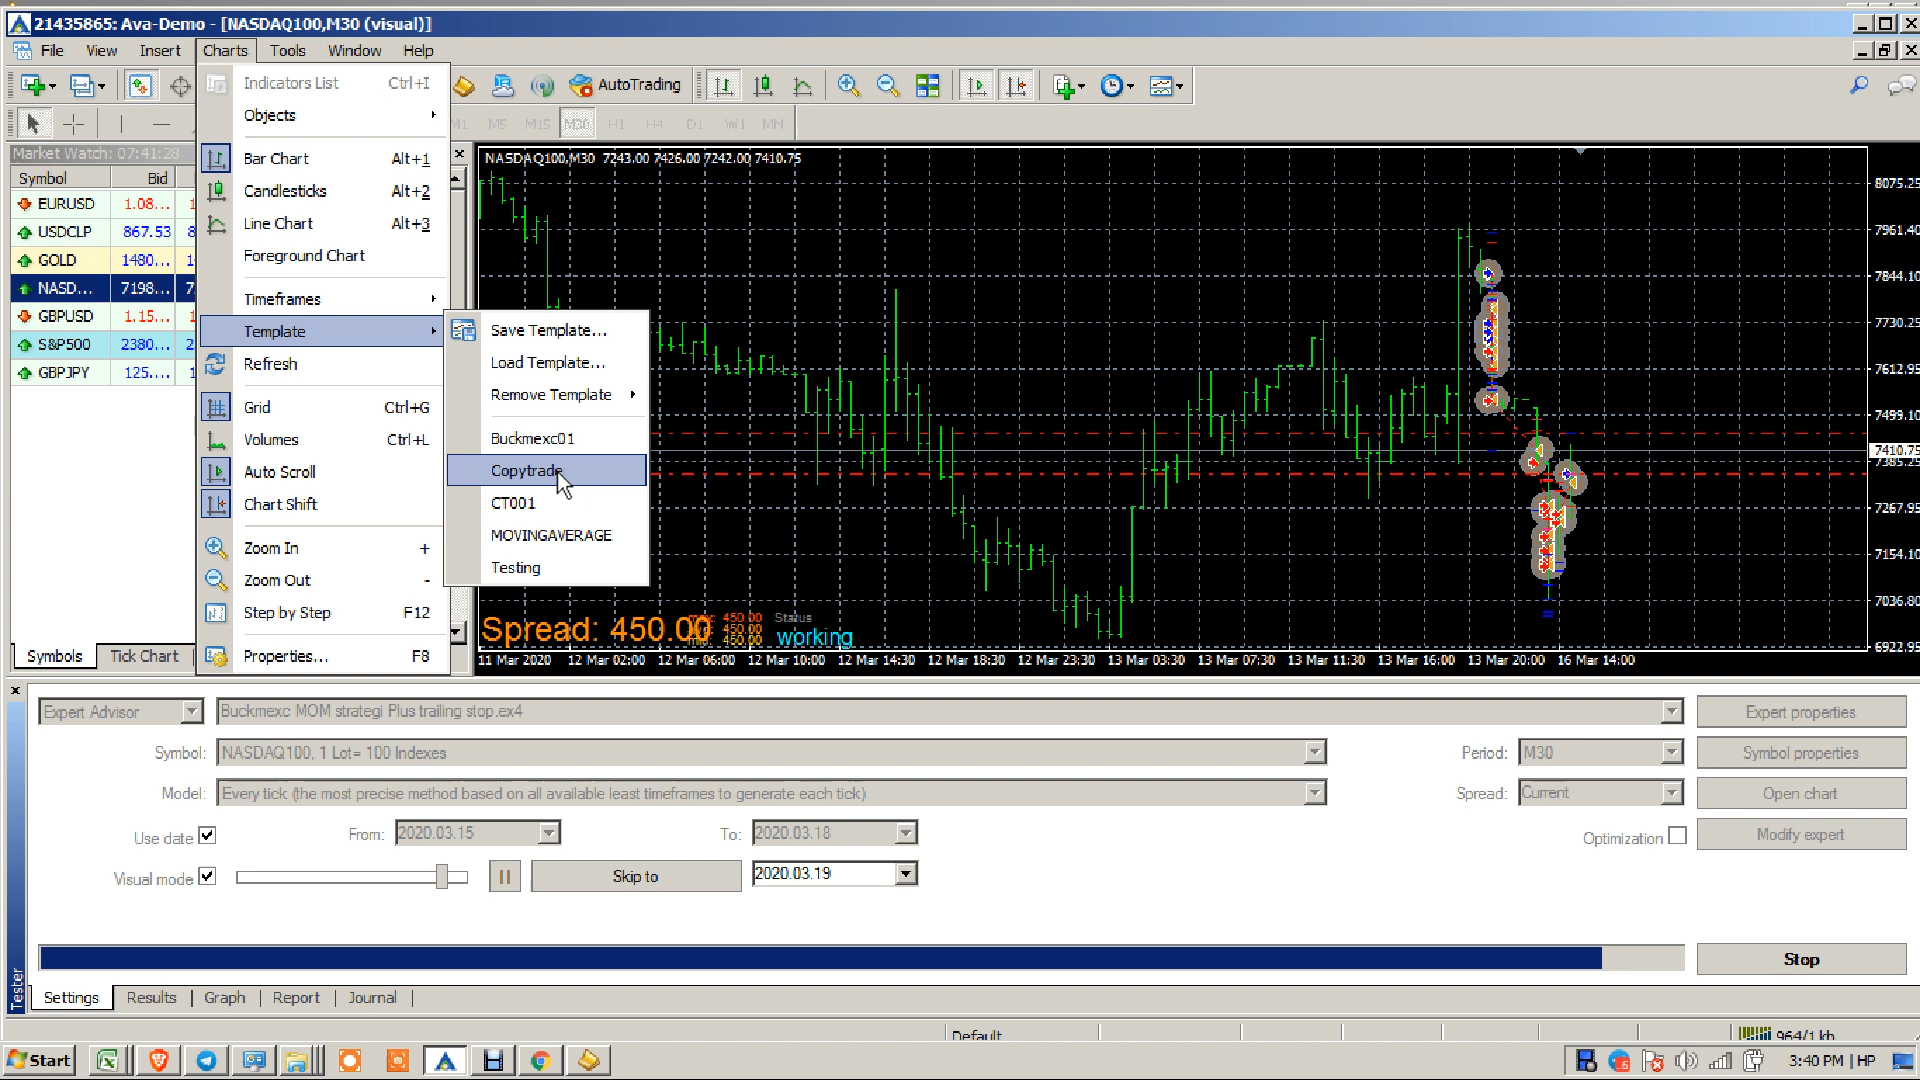 21435865: Ava-Demo - [NASDAQ100,M30 (visual)]
File View Insert Charts Tools Window Help
AutoTrading
M1 M5 M15 M30 H1 H4 D1 W1 MN
Market Watch: 07:41:28
Symbol Bid
EURUSD 1.08... 1
USDCLP 867.53 8
GOLD 1480... 1
NASD... 7198... 7
GBPUSD 1.15... 1
S&P500 2380... 2
GBPJPY 125.... 1
Symbols Tick Chart
Indicators List Ctrl+I
Objects
Bar Chart Alt+1
Candlesticks Alt+2
Line Chart Alt+3
Foreground Chart
Timeframes
Template
Refresh
Grid Ctrl+G
Volumes Ctrl+L
Auto Scroll
Chart Shift
Zoom In +
Zoom Out -
Step by Step F12
Properties... F8
Save Template...
Load Template...
Remove Template
Buckmexc01
Copytrade
CT001
MOVINGAVERAGE
Testing
NASDAQ100,M30 7243.00 7426.00 7242.00 7410.75
8075.25
7961.40
7844.10
7730.25
7612.95
7499.10
7410.75
7385.25
7267.95
7154.10
7036.80
6922.95
Spread: 450.00
450.00
450.00
450.00
Status
working
11 Mar 2020 12 Mar 02:00 12 Mar 06:00 12 Mar 10:00 12 Mar 14:30 12 Mar 18:30 12 Mar 23:30 13 Mar 03:30 13 Mar 07:30 13 Mar 11:30 13 Mar 16:00 13 Mar 20:00 16 Mar 14:00
Expert Advisor Buckmexc MOM strategi Plus trailing stop.ex4 Expert properties
Symbol: NASDAQ100, 1 Lot= 100 Indexes Period: M30 Symbol properties
Model: Every tick (the most precise method based on all available least timeframes to generate each tick) Spread: Current Open chart
Use date From: 2020.03.15 To: 2020.03.18 Optimization Modify expert
Visual mode Skip to 2020.03.19
Stop
Tester
Settings Results Graph Report Journal
Default 964/1 kb
Start 3:40 PM | HP